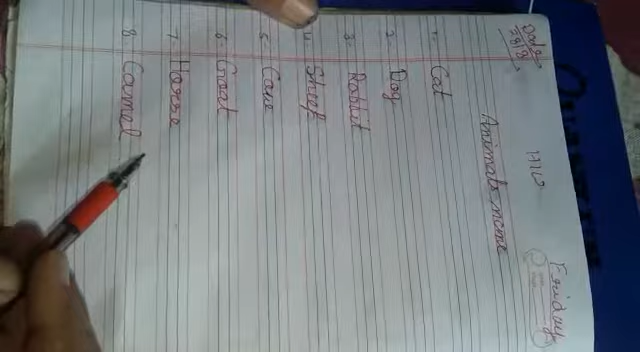 Date 28/8 H/W Friday
Animals name
1. Cat
2. Dog
3. Rabbit
4. Sheep
5. Cow
6. Goat
7. Horse
8. Camel